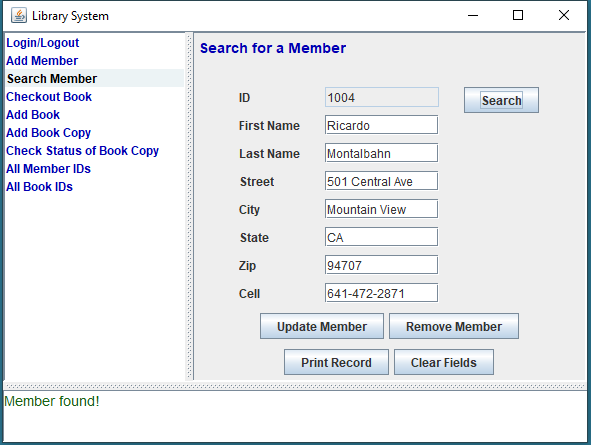 Library System
Login/Logout
Add Member
Search Member
Checkout Book
Add Book
Add Book Copy
Check Status of Book Copy
All Member IDs
All Book IDs
Search for a Member
ID 1004 Search
First Name Ricardo
Last Name Montalbahn
Street 501 Central Ave
City Mountain View
State CA
Zip 94707
Cell 641-472-2871
Update Member Remove Member
Print Record Clear Fields
Member found!